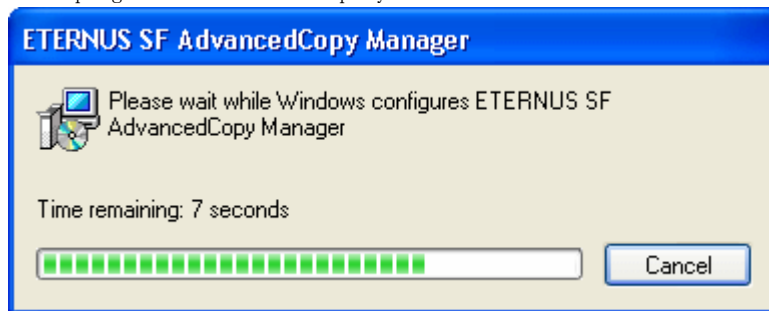 ETERNUS SF AdvancedCopy Manager
Please wait while Windows configures ETERNUS SF
AdvancedCopy Manager
Time remaining: 7 seconds
Cancel